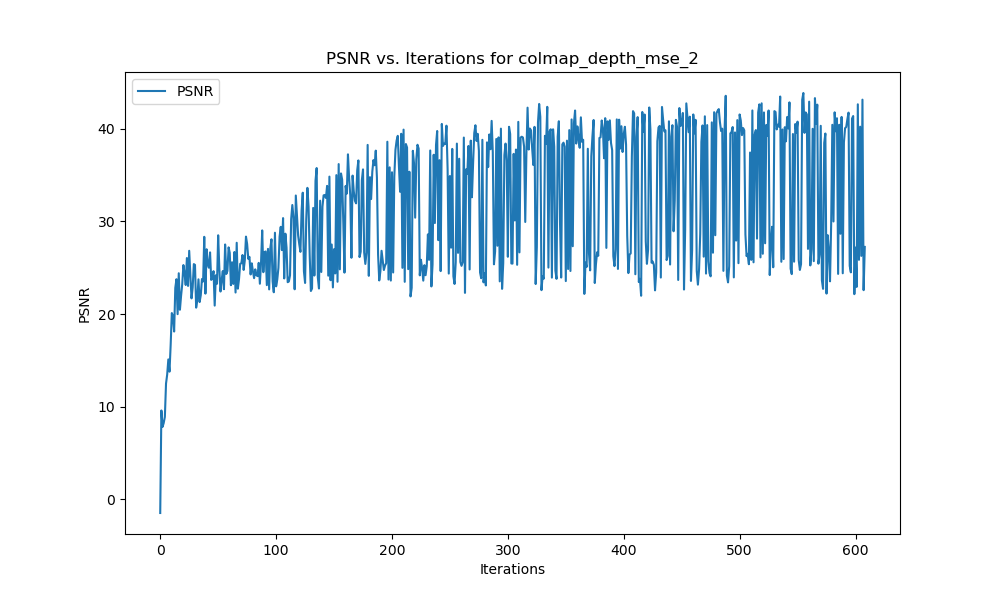 PSNR vs. Iterations for colmap_depth_mse_2
PSNR
40
30
20
10
0
PSNR
0 100 200 300 400 500 600
Iterations